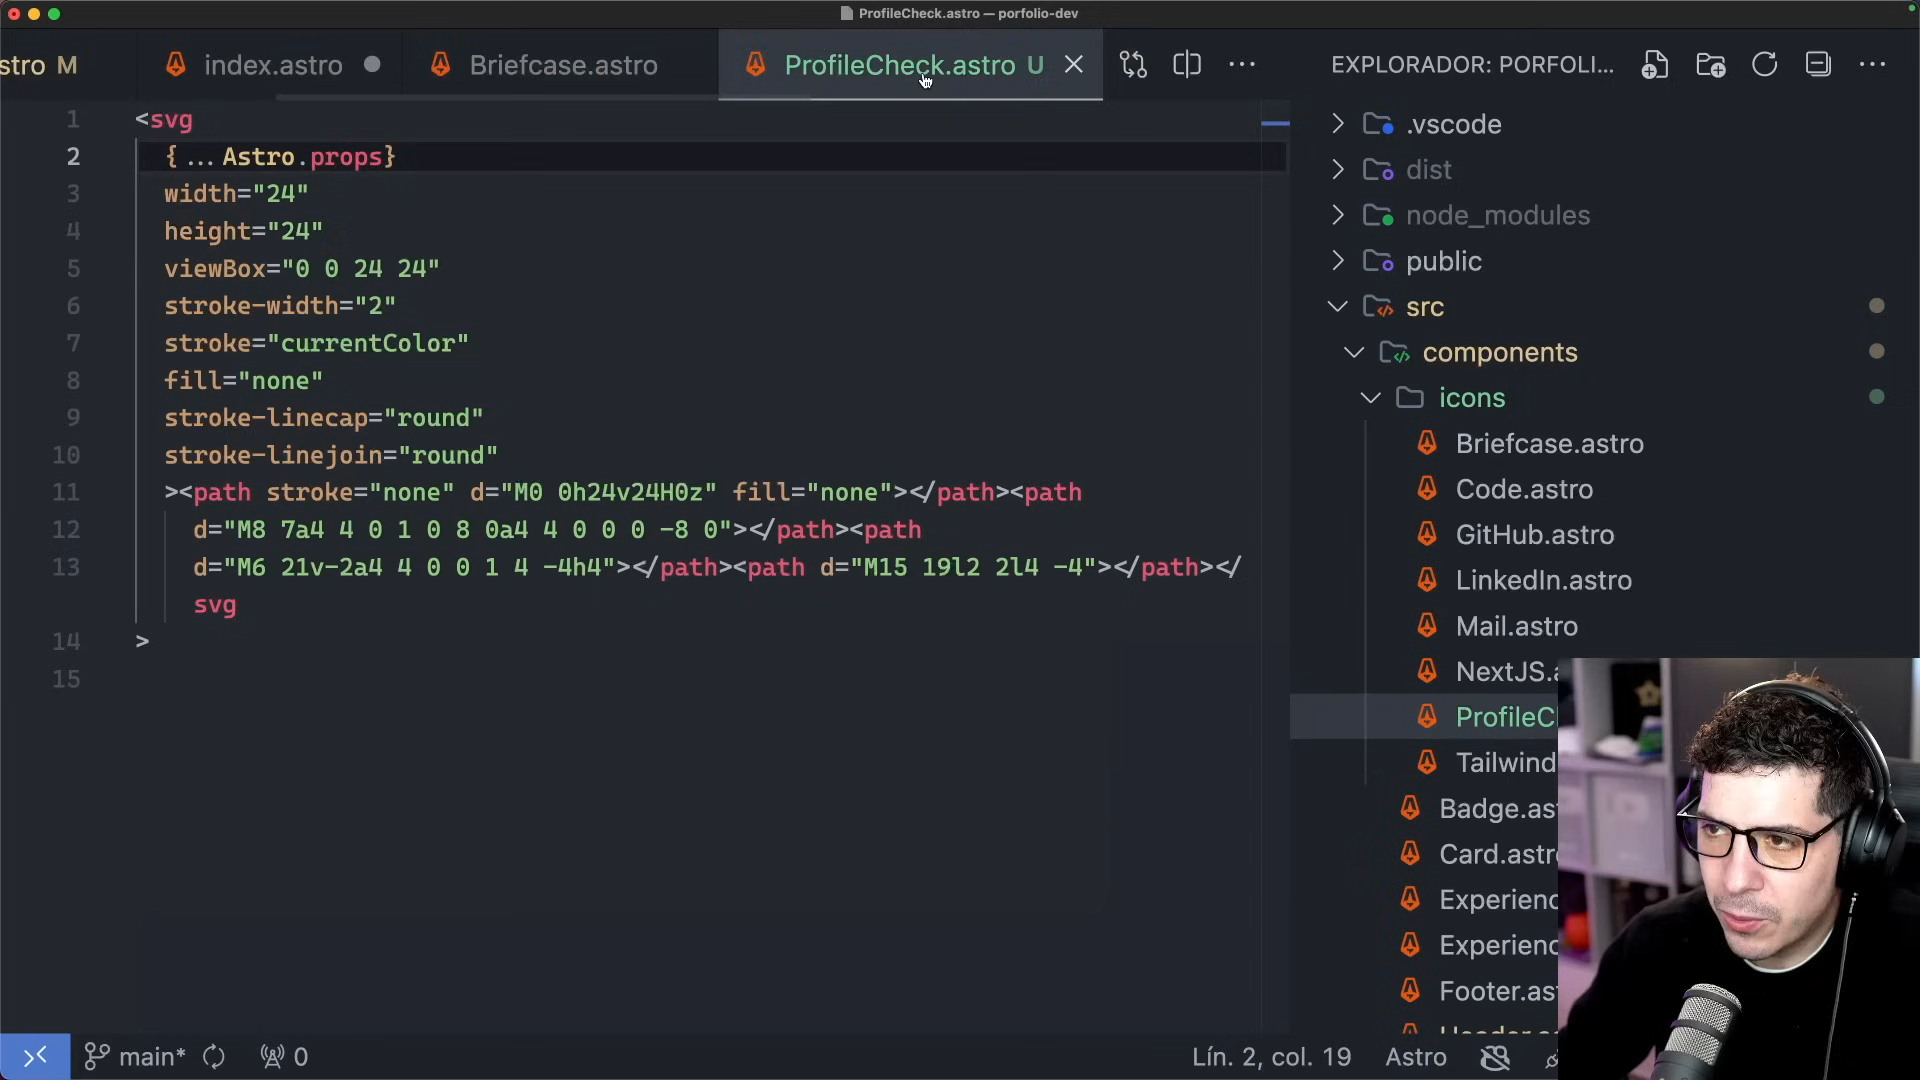 ProfileCheck.astro — porfolio-dev
stro M
index.astro
Briefcase.astro
ProfileCheck.astro U
EXPLORADOR: PORFOLI...
1 <svg
2 {...Astro.props}
3 width="24"
4 height="24"
5 viewBox="0 0 24 24"
6 stroke-width="2"
7 stroke="currentColor"
8 fill="none"
9 stroke-linecap="round"
10 stroke-linejoin="round"
11 ><path stroke="none" d="M0 0h24v24H0z" fill="none"></path><path
12 d="M8 7a4 4 0 1 0 8 0a4 4 0 0 0 -8 0"></path><path
13 d="M6 21v-2a4 4 0 0 1 4 -4h4"></path><path d="M15 19l2 2l4 -4"></path></
svg
14 >
15
.vscode
dist
node_modules
public
src
components
icons
Briefcase.astro
Code.astro
GitHub.astro
LinkedIn.astro
Mail.astro
NextJS.a
ProfileC
Tailwind
Badge.ast
Card.astr
Experienc
Experienc
Footer.ast
main*
0
Lín. 2, col. 19
Astro